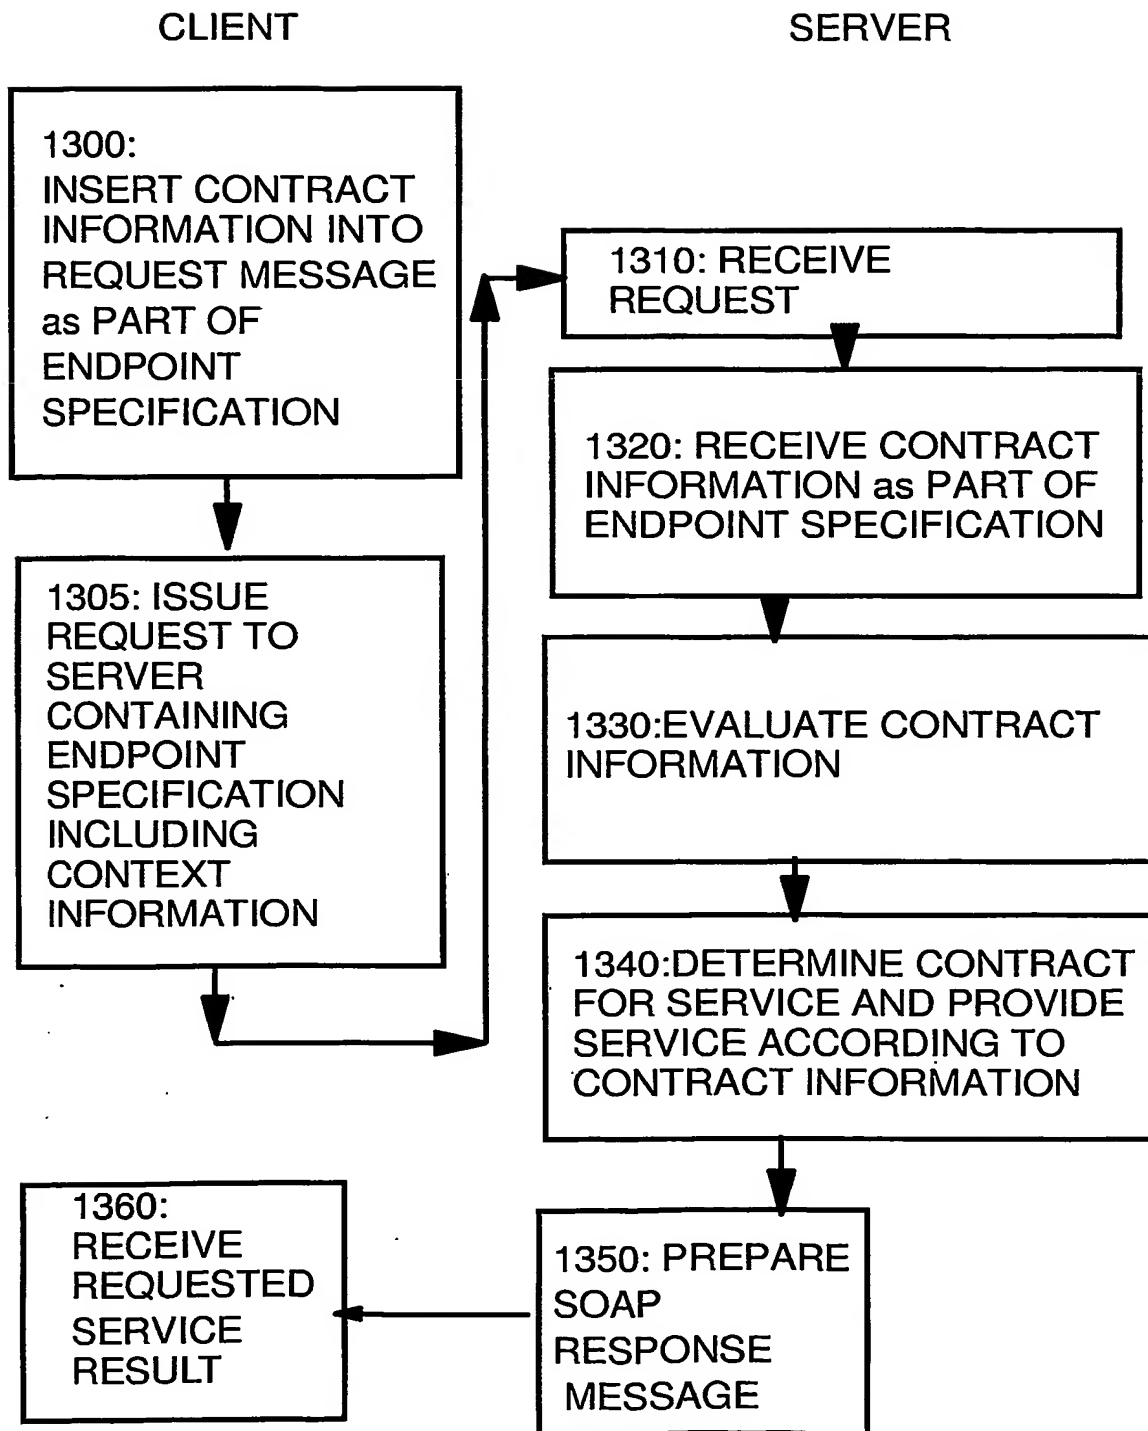 CLIENT
SERVER
1300:
INSERT CONTRACT
INFORMATION INTO
REQUEST MESSAGE
as PART OF
ENDPOINT
SPECIFICATION
1305: ISSUE
REQUEST TO
SERVER
CONTAINING
ENDPOINT
SPECIFICATION
INCLUDING
CONTEXT
INFORMATION
1310: RECEIVE
REQUEST
1320: RECEIVE CONTRACT
INFORMATION as PART OF
ENDPOINT SPECIFICATION
1330:EVALUATE CONTRACT
INFORMATION
1340:DETERMINE CONTRACT
FOR SERVICE AND PROVIDE
SERVICE ACCORDING TO
CONTRACT INFORMATION
1350: PREPARE
SOAP
RESPONSE
MESSAGE
1360:
RECEIVE
REQUESTED
SERVICE
RESULT